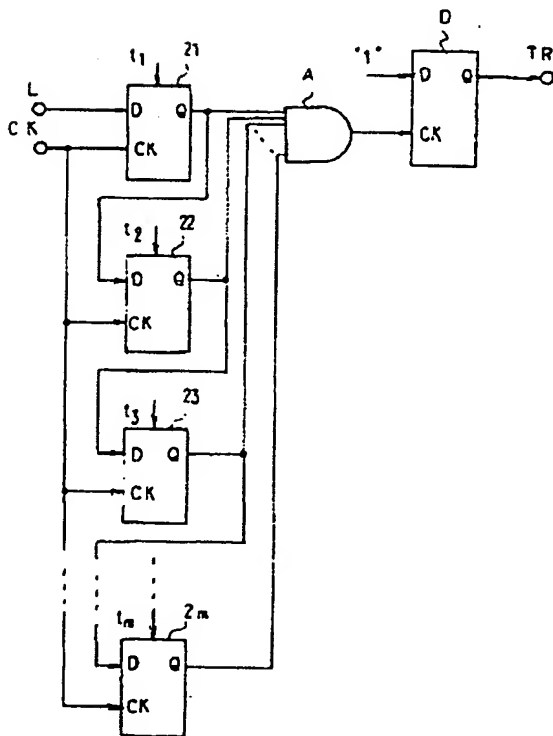 D
t1 21 "1" D Q TR
L A
D Q
CK CK
CK
t2 22
D Q
CK
t3 23
D Q
CK
tm 2m
D Q
CK